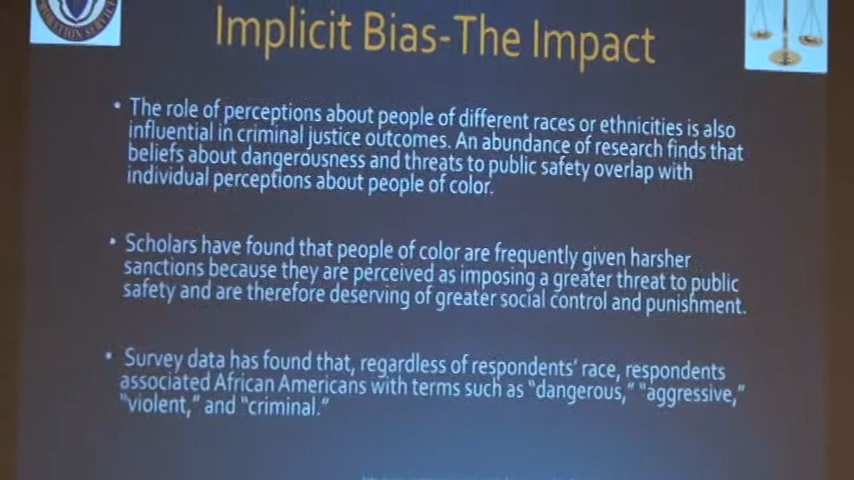 PROBATION SERVICE
Implicit Bias-The Impact
• The role of perceptions about people of different races or ethnicities is also
influential in criminal justice outcomes. An abundance of research finds that
beliefs about dangerousness and threats to public safety overlap with
individual perceptions about people of color.
• Scholars have found that people of color are frequently given harsher
sanctions because they are perceived as imposing a greater threat to public
safety and are therefore deserving of greater social control and punishment.
• Survey data has found that, regardless of respondents' race, respondents
associated African Americans with terms such as "dangerous," "aggressive,"
"violent," and "criminal."